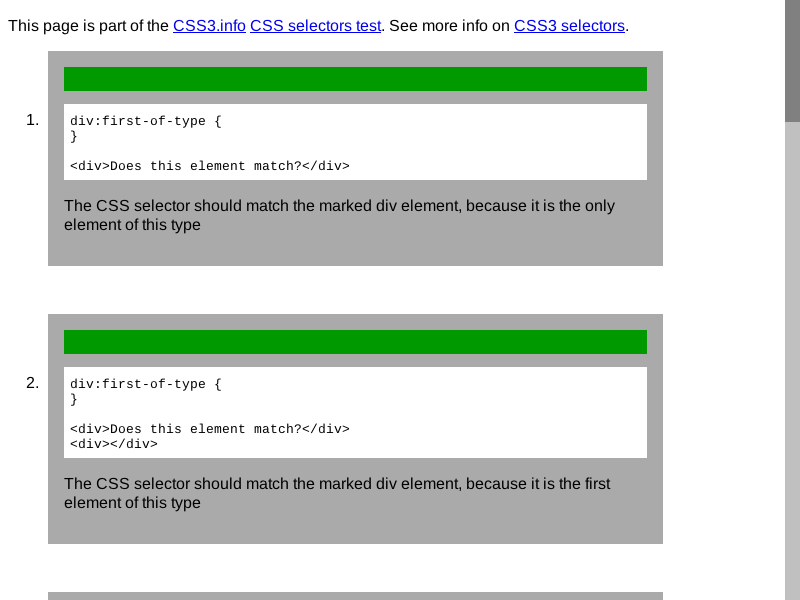 This page is part of the CSS3.info CSS selectors test. See more info on CSS3 selectors.
1.
div:first-of-type {
}
<div>Does this element match?</div>
The CSS selector should match the marked div element, because it is the only
element of this type
2.
div:first-of-type {
}
<div>Does this element match?</div>
<div></div>
The CSS selector should match the marked div element, because it is the first
element of this type